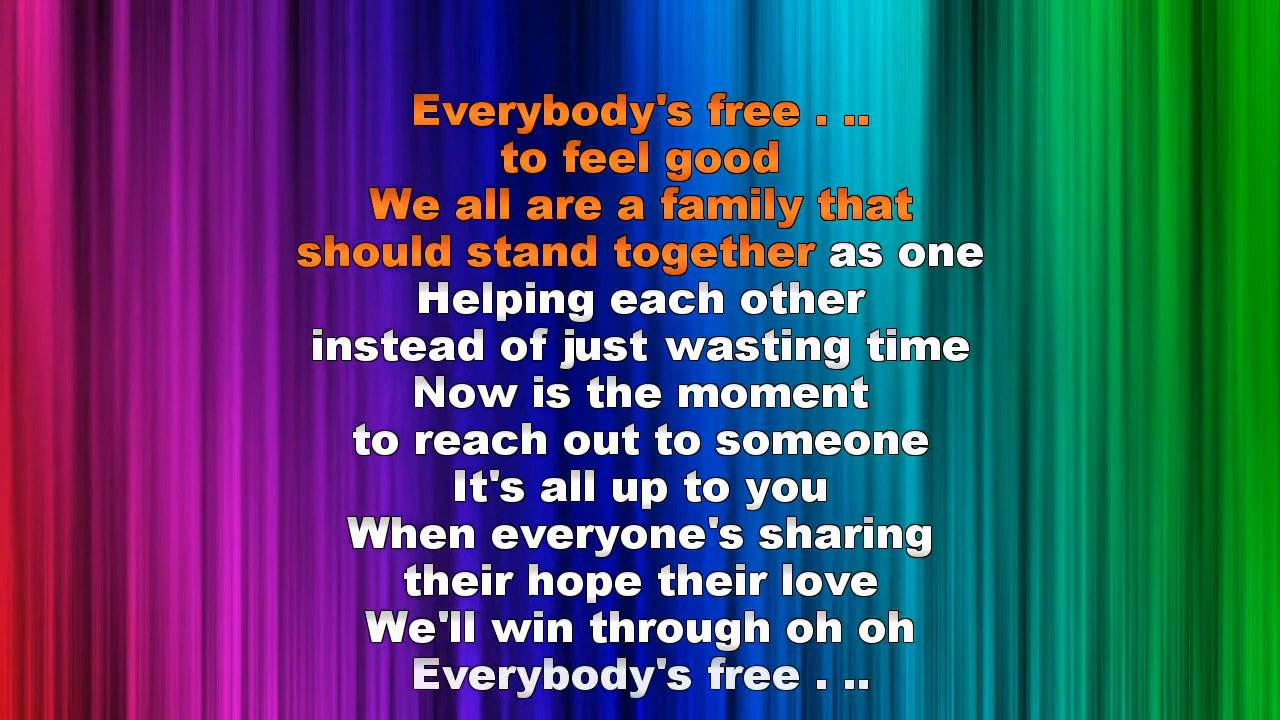 Everybody's free . ..
to feel good
We all are a family that
should stand together as one
Helping each other
instead of just wasting time
Now is the moment
to reach out to someone
It's all up to you
When everyone's sharing
their hope their love
We'll win through oh oh
Everybody's free . ..